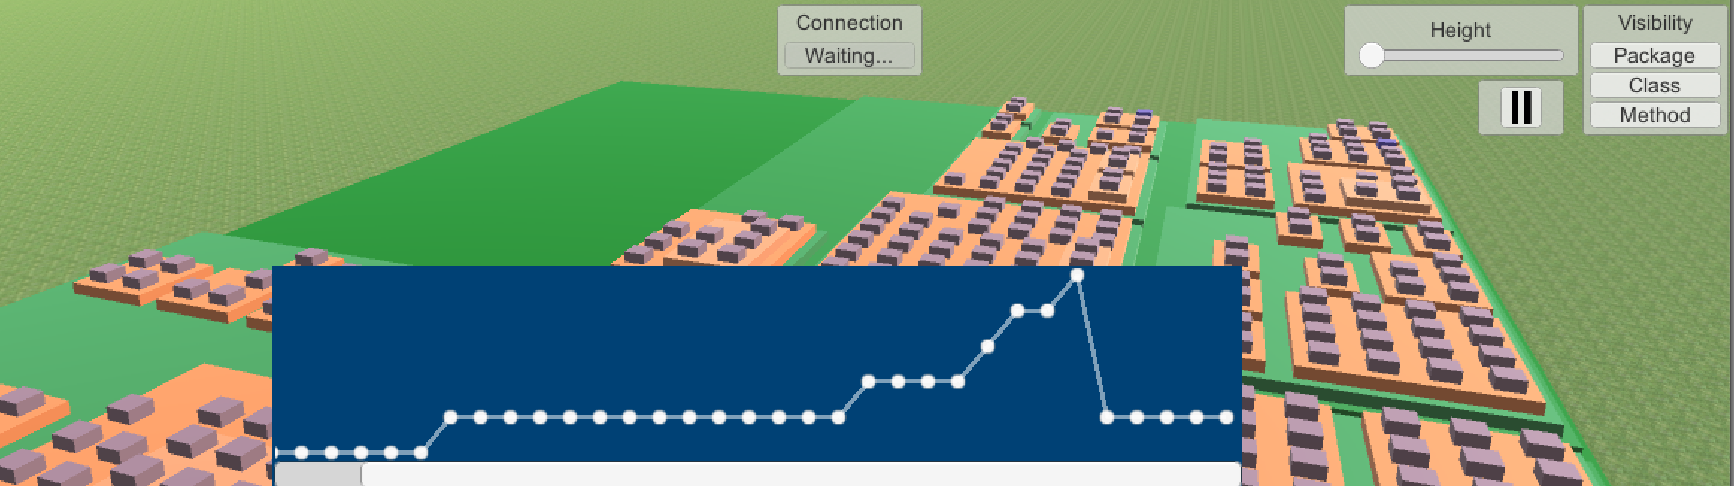 Connection
Waiting...
Height
Visibility
Package
Class
Method